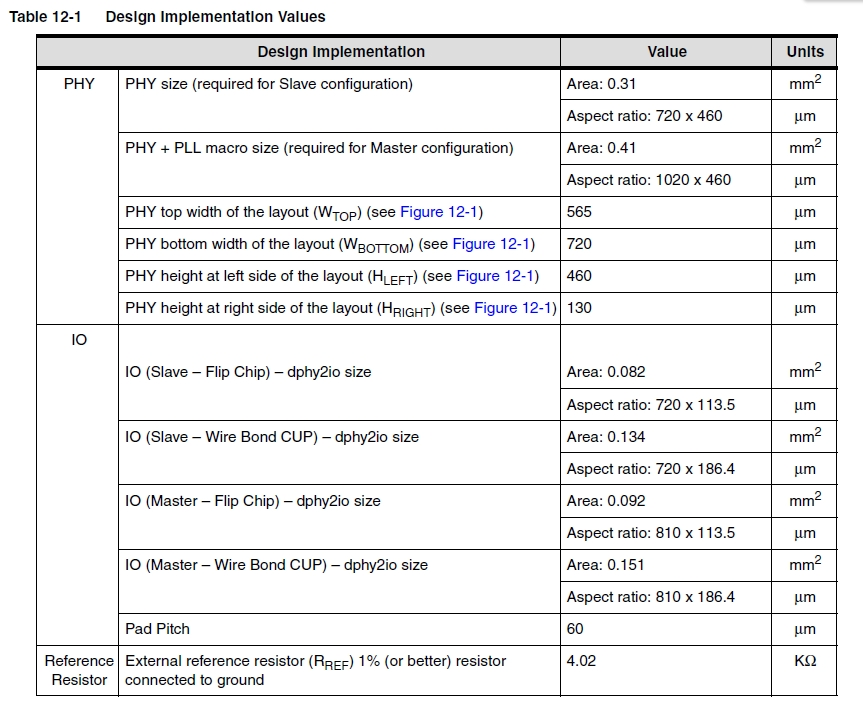 Table 12-1 Design Implementation Values
Design Implementation Value Units
PHY PHY size (required for Slave configuration) Area: 0.31 mm2
Aspect ratio: 720 x 460 µm
PHY + PLL macro size (required for Master configuration) Area: 0.41 mm2
Aspect ratio: 1020 x 460 µm
PHY top width of the layout (WTOP) (see Figure 12-1) 565 µm
PHY bottom width of the layout (WBOTTOM) (see Figure 12-1) 720 µm
PHY height at left side of the layout (HLEFT) (see Figure 12-1) 460 µm
PHY height at right side of the layout (HRIGHT) (see Figure 12-1) 130 µm
IO
IO (Slave – Flip Chip) – dphy2io size Area: 0.082 mm2
Aspect ratio: 720 x 113.5 µm
IO (Slave – Wire Bond CUP) – dphy2io size Area: 0.134 mm2
Aspect ratio: 720 x 186.4 µm
IO (Master – Flip Chip) – dphy2io size Area: 0.092 mm2
Aspect ratio: 810 x 113.5 µm
IO (Master – Wire Bond CUP) – dphy2io size Area: 0.151 mm2
Aspect ratio: 810 x 186.4 µm
Pad Pitch 60 µm
Reference External reference resistor (RREF) 1% (or better) resistor 4.02 KΩ
Resistor connected to ground